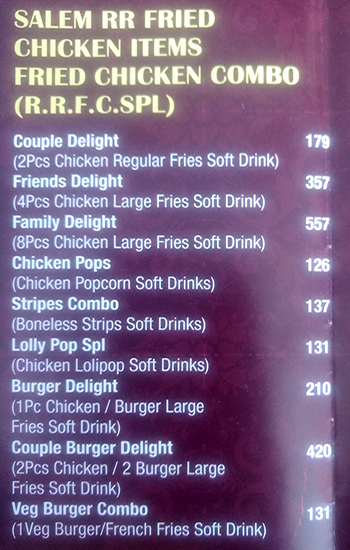 SALEM RR FRIED
CHICKEN ITEMS
FRIED CHICKEN COMBO
(R.R.F.C.SPL)
Couple Delight 179
(2Pcs Chicken Regular Fries Soft Drink)
Friends Delight 357
(4Pcs Chicken Large Fries Soft Drink)
Family Delight 557
(8Pcs Chicken Large Fries Soft Drink)
Chicken Pops 126
(Chicken Popcorn Soft Drinks)
Stripes Combo 137
(Boneless Strips Soft Drinks)
Lolly Pop Spl 131
(Chicken Lolipop Soft Drinks)
Burger Delight 210
(1Pc Chicken / Burger Large
Fries Soft Drink)
Couple Burger Delight 420
(2Pcs Chicken / 2 Burger Large
Fries Soft Drink)
Veg Burger Combo 131
(1Veg Burger/French Fries Soft Drink)